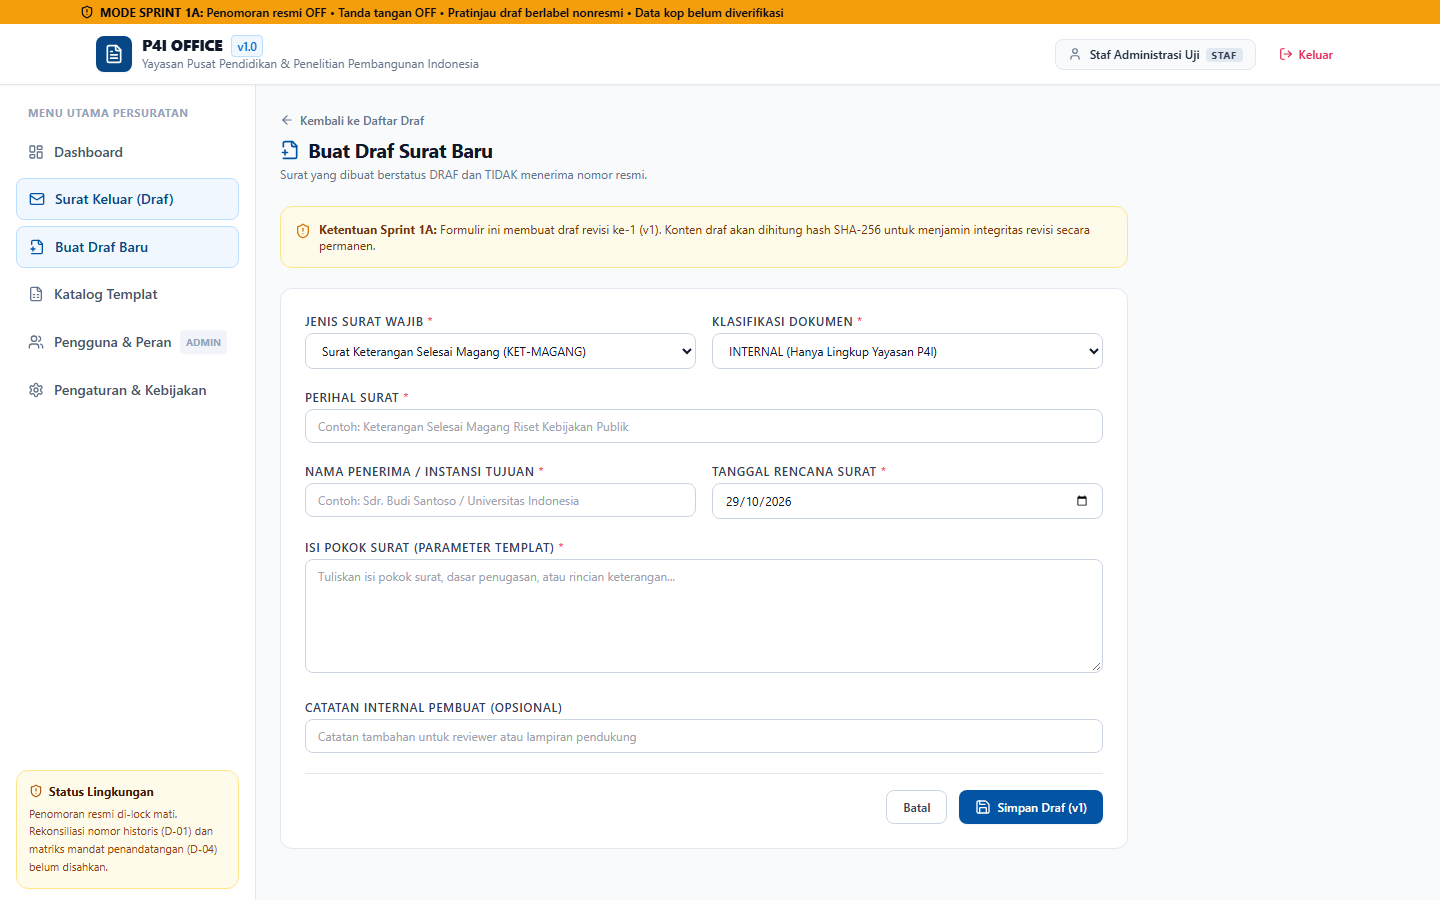 MODE SPRINT 1A: Penomoran resmi OFF • Tanda tangan OFF • Pratinjau draf berlabel nonresmi • Data kop belum diverifikasi
P4I OFFICE v1.0
Yayasan Pusat Pendidikan & Penelitian Pembangunan Indonesia
Staf Administrasi Uji STAF
Keluar
MENU UTAMA PERSURATAN
Dashboard
Surat Keluar (Draf)
Buat Draf Baru
Katalog Templat
Pengguna & Peran ADMIN
Pengaturan & Kebijakan
Status Lingkungan
Penomoran resmi di-lock mati.
Rekonsiliasi nomor historis (D-01) dan
matriks mandat penandatangan (D-04)
belum disahkan.
Kembali ke Daftar Draf
Buat Draf Surat Baru
Surat yang dibuat berstatus DRAF dan TIDAK menerima nomor resmi.
Ketentuan Sprint 1A: Formulir ini membuat draf revisi ke-1 (v1). Konten draf akan dihitung hash SHA-256 untuk menjamin integritas revisi secara
permanen.
JENIS SURAT WAJIB *
Surat Keterangan Selesai Magang (KET-MAGANG)
KLASIFIKASI DOKUMEN *
INTERNAL (Hanya Lingkup Yayasan P4I)
PERIHAL SURAT *
Contoh: Keterangan Selesai Magang Riset Kebijakan Publik
NAMA PENERIMA / INSTANSI TUJUAN *
Contoh: Sdr. Budi Santoso / Universitas Indonesia
TANGGAL RENCANA SURAT *
29/10/2026
ISI POKOK SURAT (PARAMETER TEMPLAT) *
Tuliskan isi pokok surat, dasar penugasan, atau rincian keterangan...
CATATAN INTERNAL PEMBUAT (OPSIONAL)
Catatan tambahan untuk reviewer atau lampiran pendukung
Batal
Simpan Draf (v1)